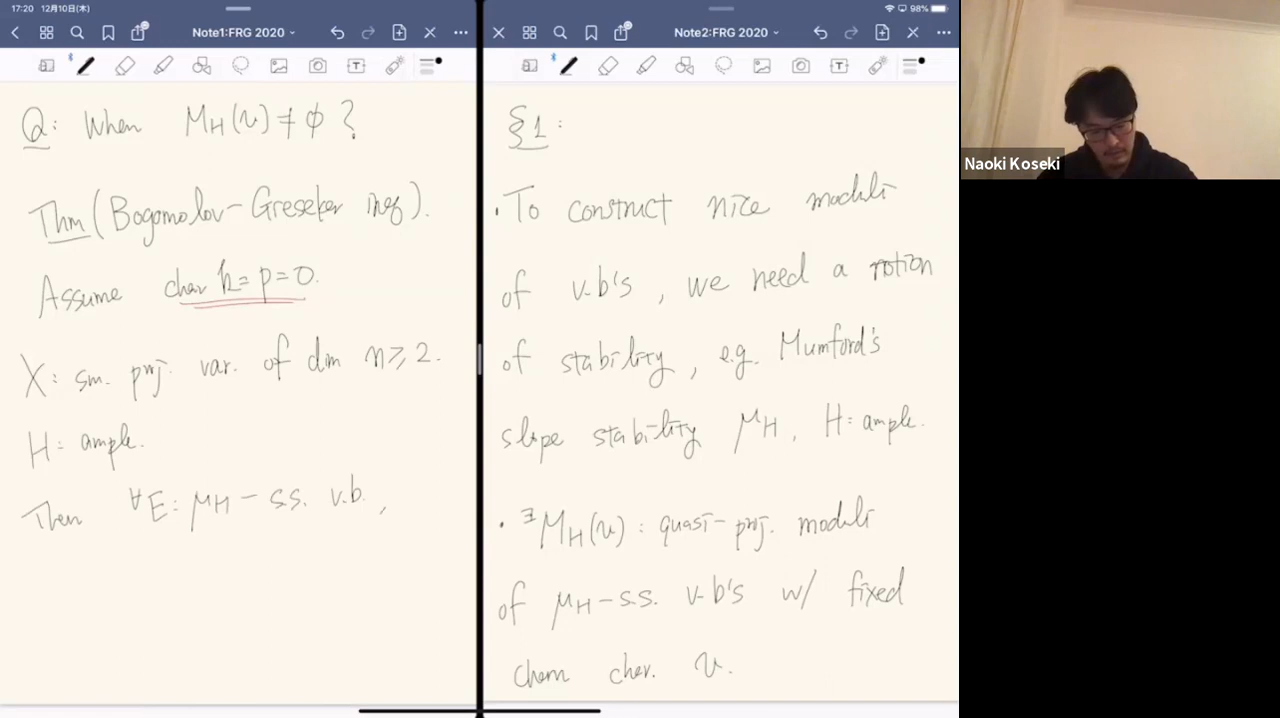 17:20 12月10日(木)
98%
Note1:FRG 2020
Note2:FRG 2020
Q: When M_H(v) ≠ ∅ ?
Thm (Bogomolov-Greseker ineq).
Assume char k = p = 0.
X: sm. prj. var. of dim n ≥ 2.
H: ample.
Then ∀E: μ_H-s.s. v.b.,
§1:
・To construct nice moduli
of v.b's, we need a notion
of stability, e.g. Mumford's
slope stability μ_H, H: ample.
・∃M_H(v): quasi-prj. moduli
of μ_H-s.s. v.b's w/ fixed
Chern char. v.
Naoki Koseki